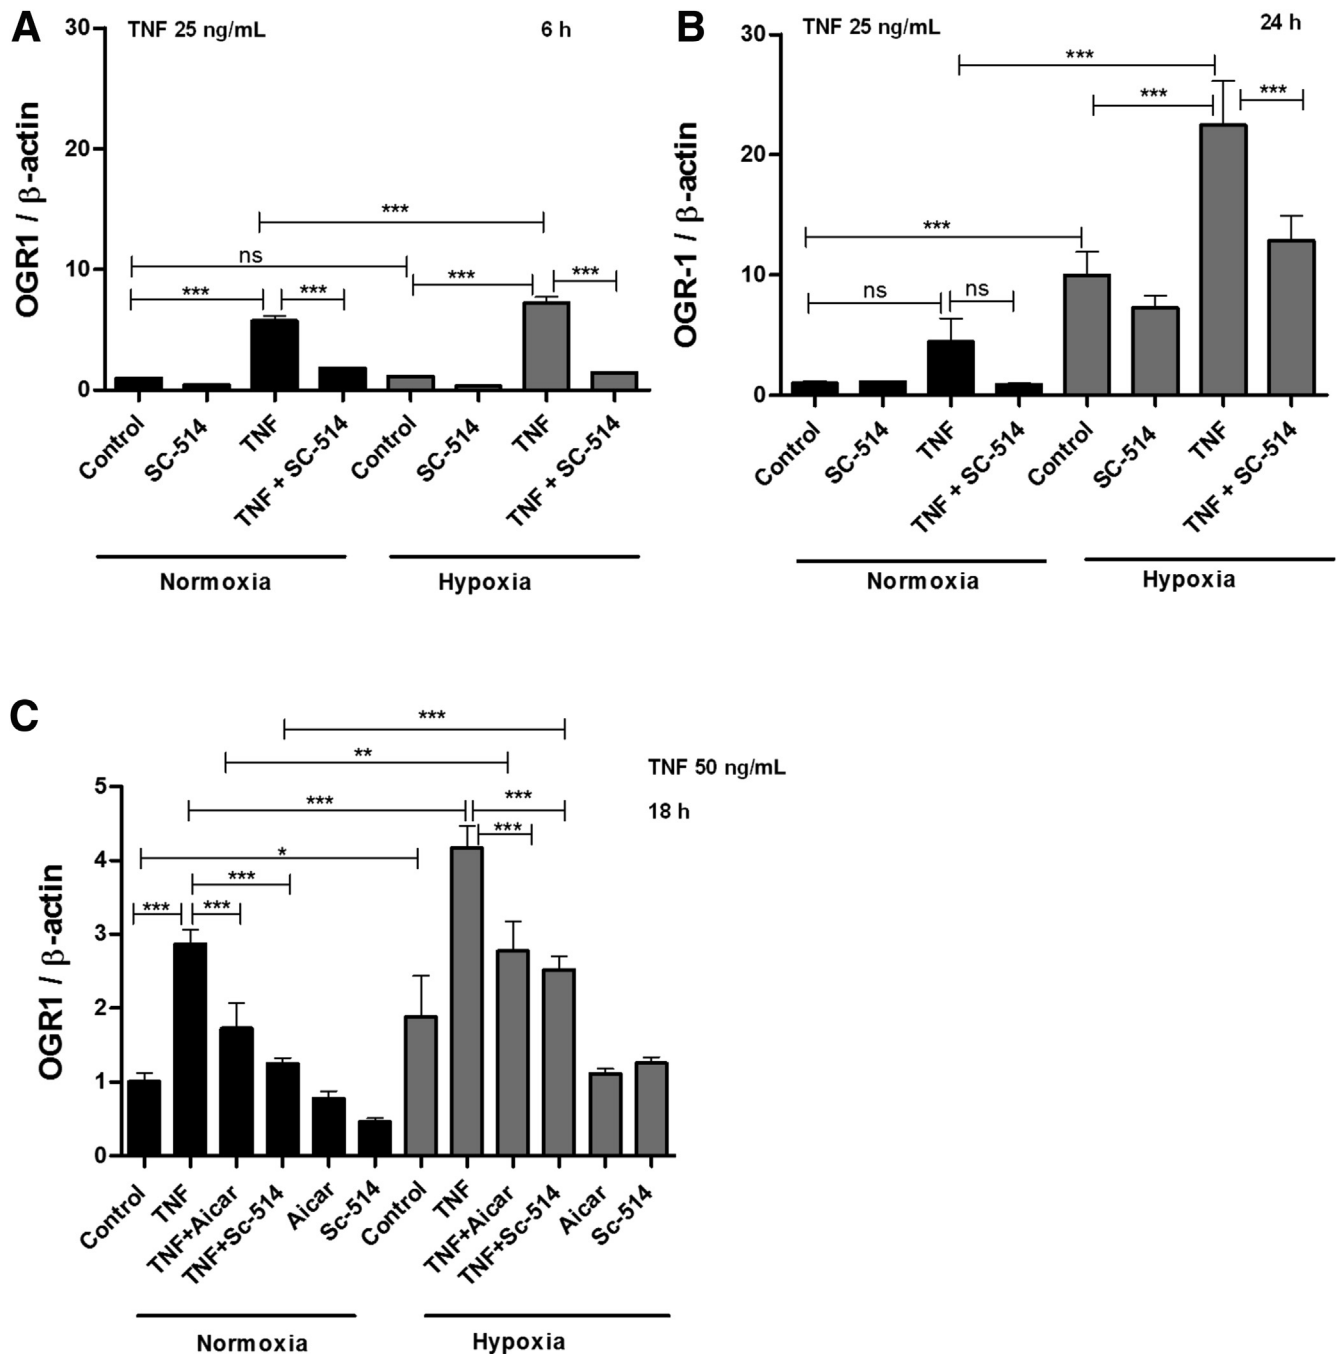 A
TNF 25 ng/mL
6 h
30
20
10
0
OGR1 / β-actin
***
ns
***
***
***
***
Control
SC-514
TNF
TNF + SC-514
Control
SC-514
TNF
TNF + SC-514
Normoxia
Hypoxia
B
TNF 25 ng/mL
24 h
30
20
10
0
OGR-1 / β-actin
***
***
***
***
ns
ns
Control
SC-514
TNF
TNF + SC-514
Control
SC-514
TNF
TNF + SC-514
Normoxia
Hypoxia
C
TNF 50 ng/mL
18 h
5
4
3
2
1
0
OGR1 / β-actin
***
**
***
***
***
*
***
***
***
Control
TNF
TNF+Aicar
TNF+Sc-514
Aicar
Sc-514
Control
TNF
TNF+Aicar
TNF+Sc-514
Aicar
Sc-514
Normoxia
Hypoxia